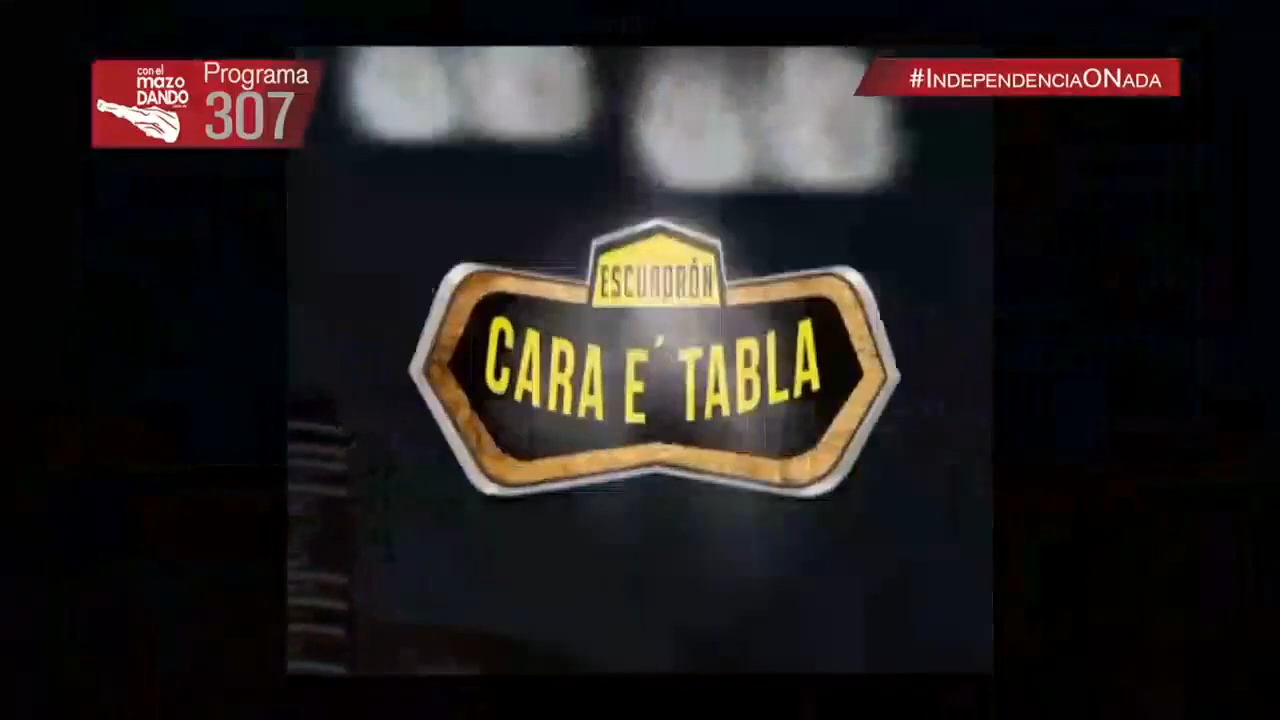 con el
mazo
DANDO
Programa
307
#INDEPENDENCIAONADA
ESCUADRÓN
CARA E´ TABLA